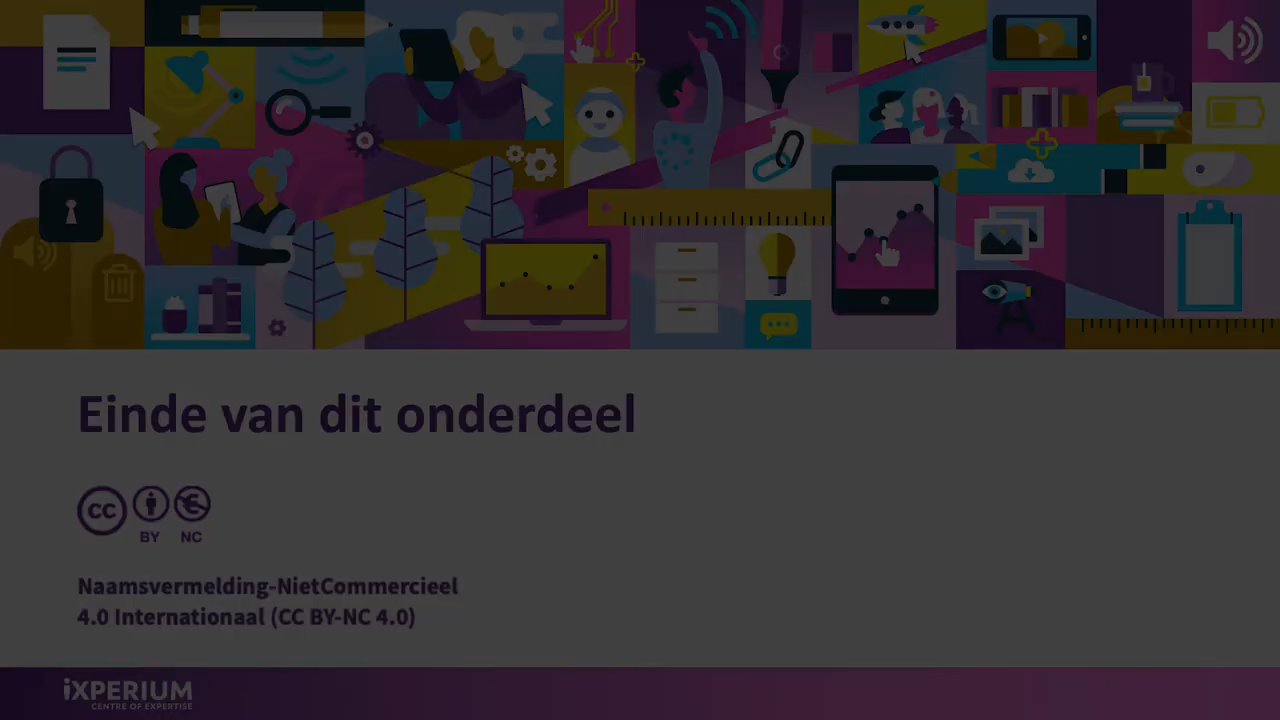 Einde van dit onderdeel
CC
BY NC
Naamsvermelding-NietCommercieel
4.0 Internationaal (CC BY-NC 4.0)
iXPERIUM
CENTRE OF EXPERTISE